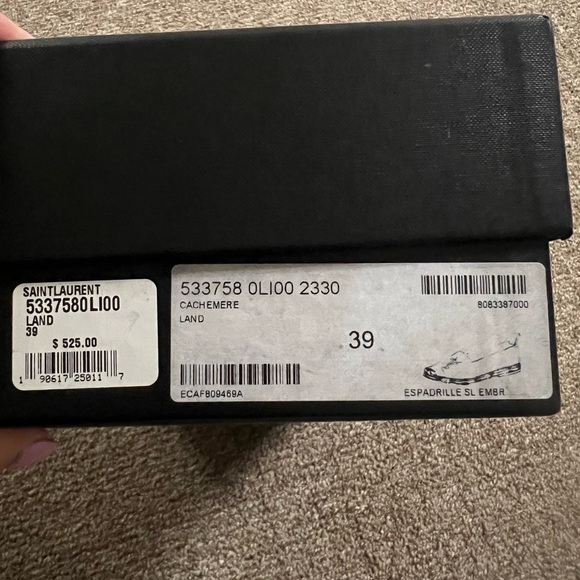 SAINTLAURENT
5337580LI00
LAND
39
$ 525.00
1 90617 25011 7
533758 0LI00 2330
CACHEMERE
LAND
8083387000
39
ECAF809469A
ESPADRILLE SL EMBR